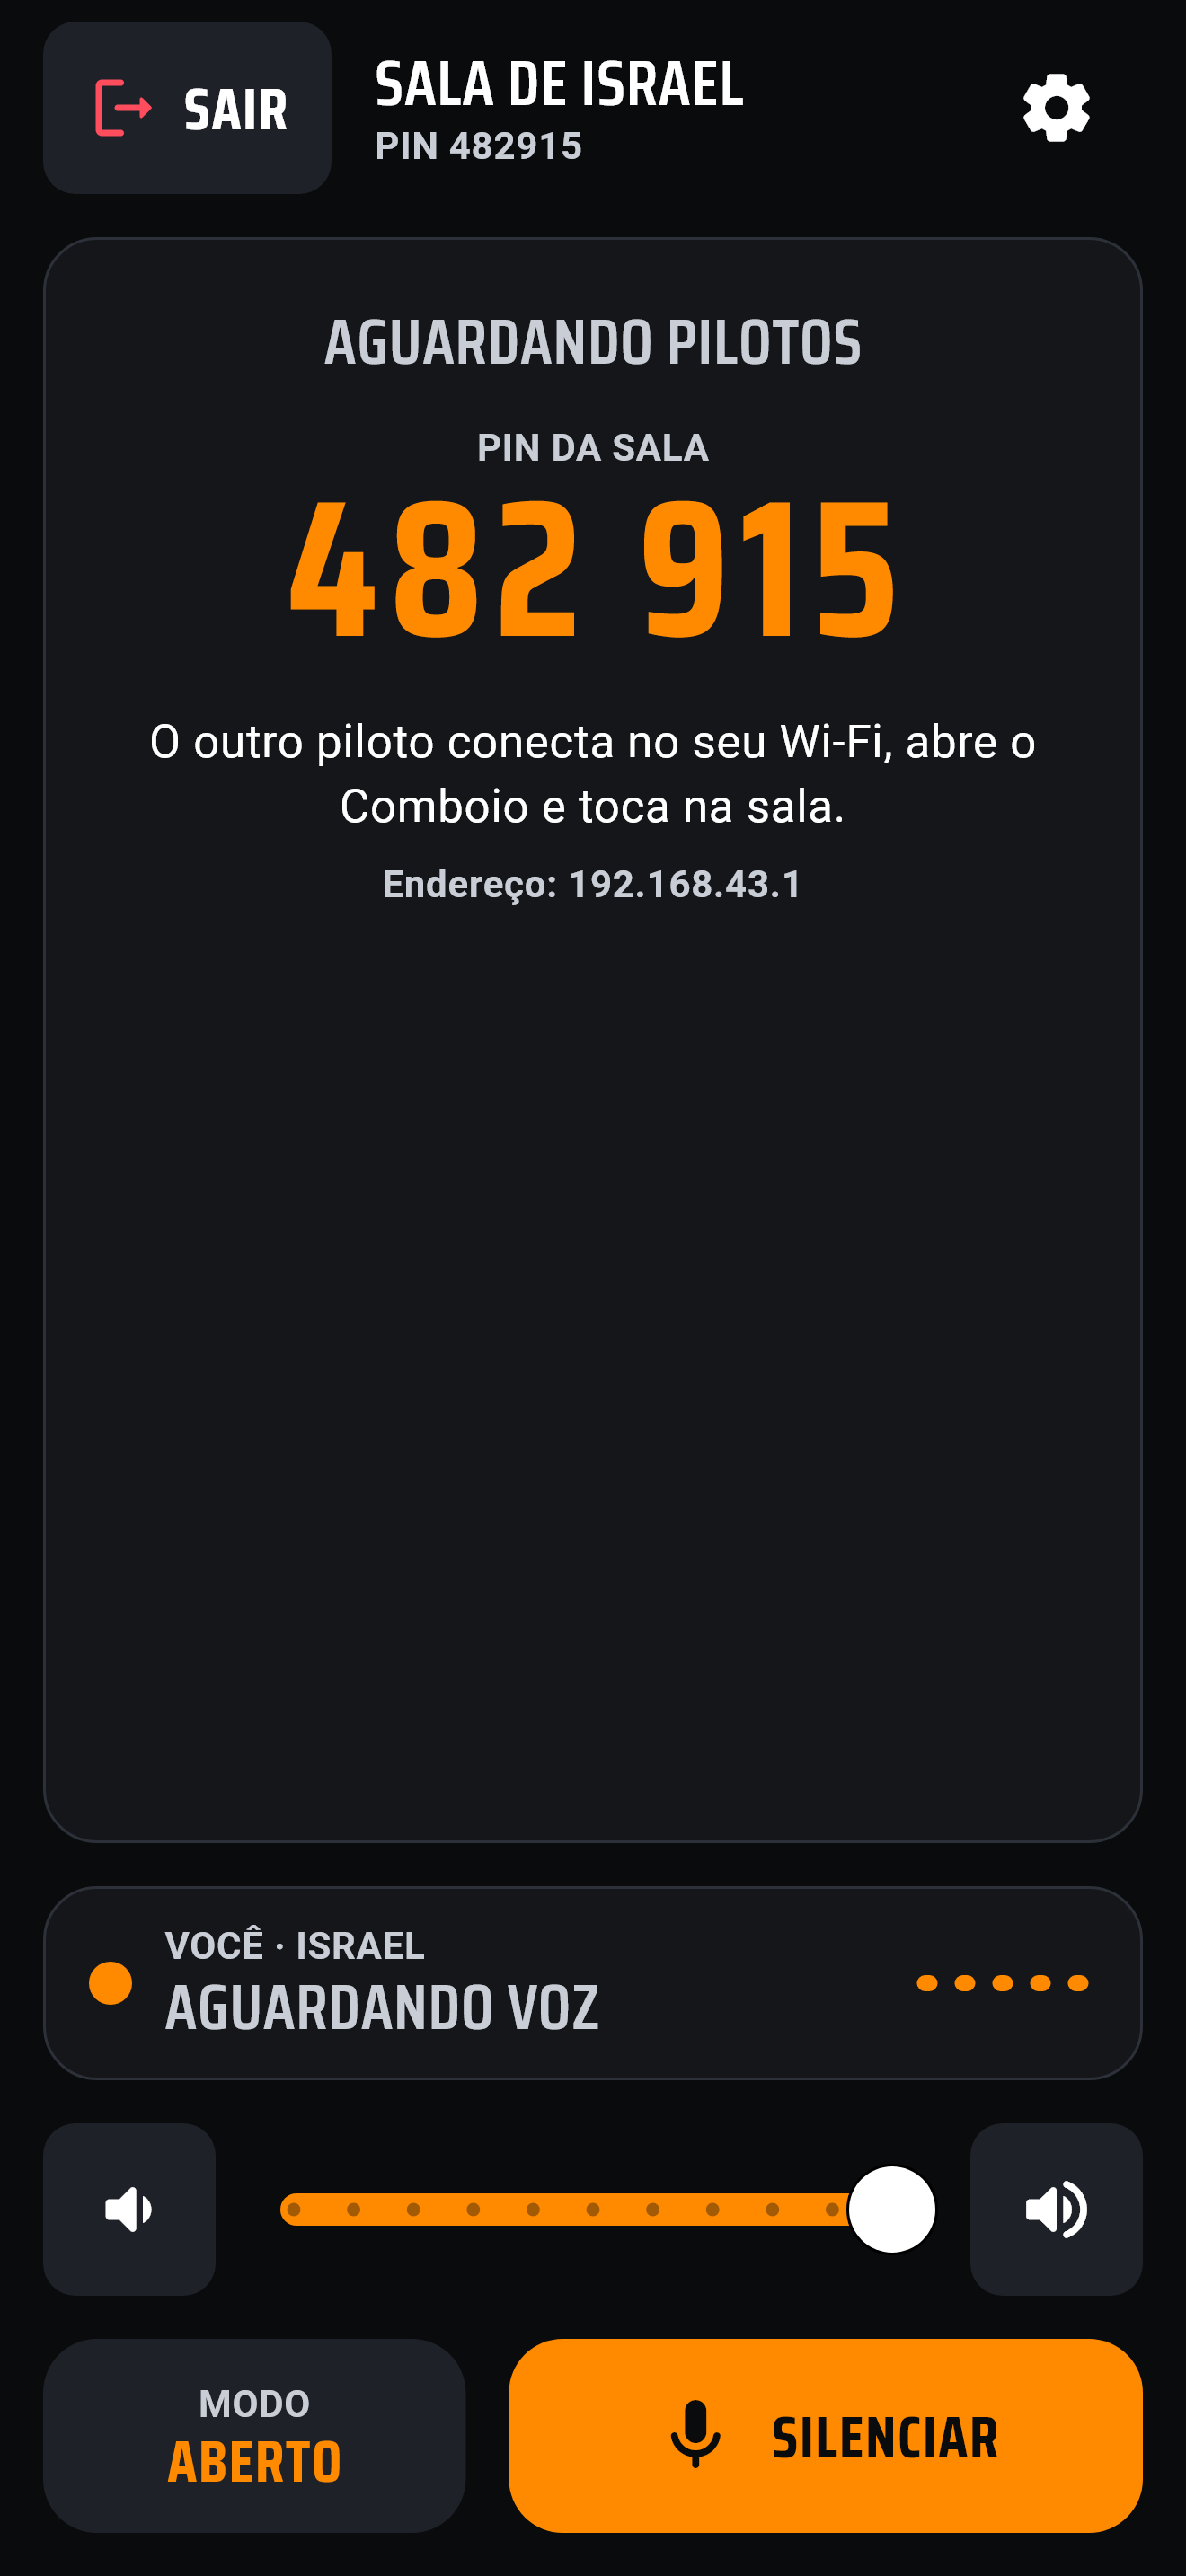 SAIR
SALA DE ISRAEL
PIN 482915
AGUARDANDO PILOTOS
PIN DA SALA
482 915
O outro piloto conecta no seu Wi-Fi, abre o
Comboio e toca na sala.
Endereço: 192.168.43.1
VOCÊ · ISRAEL
AGUARDANDO VOZ
MODO
ABERTO
SILENCIAR